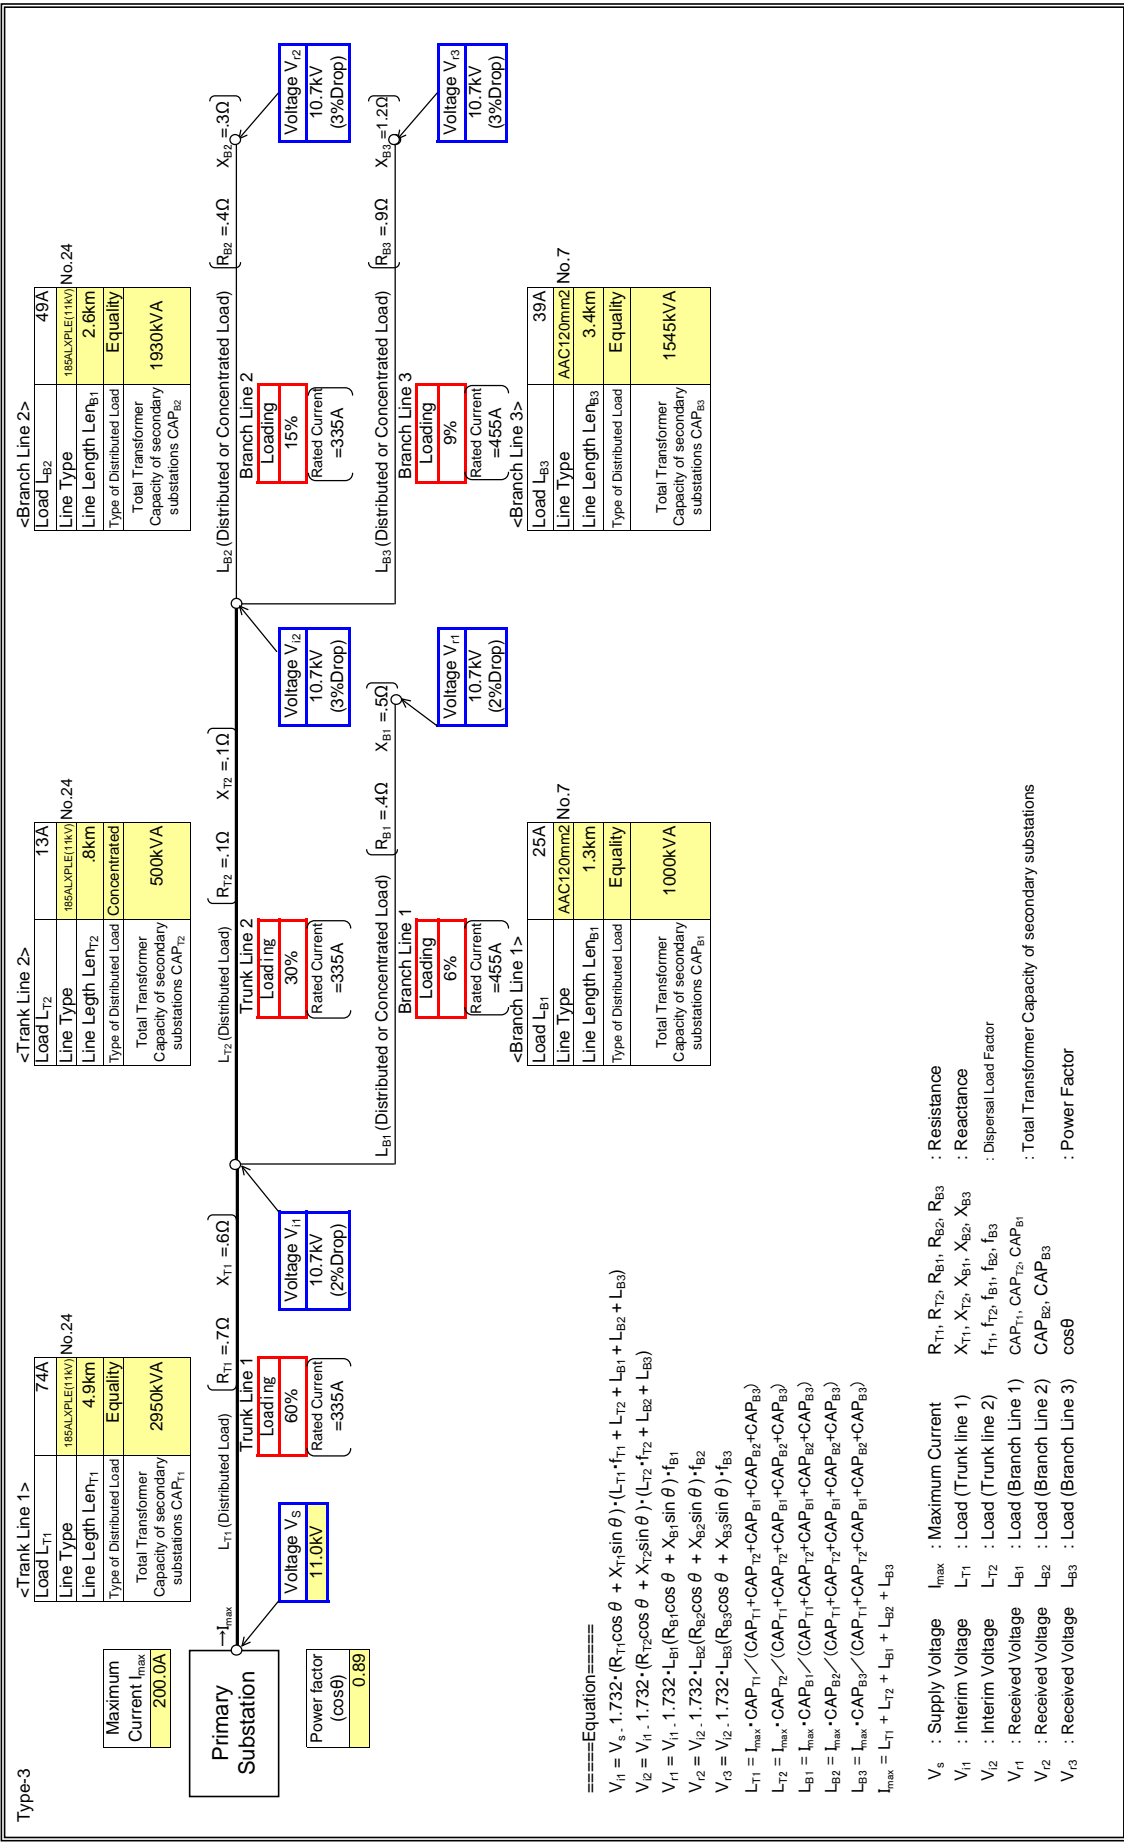 Type-3
Maximum
Current Imax
200.0A
Power factor
(cosθ)
0.89
Primary
Substation
→Imax
Voltage VS
11.0kV
<Trank Line 1>
Load LT1 74A
Line Type 185ALXPLE(11kV) No.24
Line Legth LenT1 4.9km
Type of Distributed Load Equality
Total Transformer
Capacity of secondary
substations CAPT1
2950kVA
LT1 (Distributed Load) RT1 =.7Ω XT1 =.6Ω
Trunk Line 1
Loading
60%
Rated Current
=335A
Voltage Vi1
10.7kV
(2%Drop)
<Trank Line 2>
Load LT2 13A
Line Type 185ALXPLE(11kV) No.24
Line Legth LenT2 .8km
Type of Distributed Load Concentrated
Total Transformer
Capacity of secondary
substations CAPT2
500kVA
LT2 (Distributed Load) RT2 =.1Ω XT2 =.1Ω
Trunk Line 2
Loading
30%
Rated Current
=335A
Voltage Vi2
10.7kV
(3%Drop)
LB1 (Distributed or Concentrated Load) RB1 =.4Ω XB1 =.5Ω
Branch Line 1
Loading
6%
Rated Current
=455A
Voltage Vr1
10.7kV
(2%Drop)
<Branch Line 1>
Load LB1 25A
Line Type AAC120mm2 No.7
Line Length LenB1 1.3km
Type of Distributed Load Equality
Total Transformer
Capacity of secondary
substations CAPB1
1000kVA
<Branch Line 2>
Load LB2 49A
Line Type 185ALXPLE(11kV) No.24
Line Length LenB1 2.6km
Type of Distributed Load Equality
Total Transformer
Capacity of secondary
substations CAPB2
1930kVA
LB2 (Distributed or Concentrated Load) RB2 =.4Ω XB2 =.3Ω
Branch Line 2
Loading
15%
Rated Current
=335A
Voltage Vr2
10.7kV
(3%Drop)
LB3 (Distributed or Concentrated Load) RB3 =.9Ω XB3 =1.2Ω
Branch Line 3
Loading
9%
Rated Current
=455A
Voltage Vr3
10.7kV
(3%Drop)
<Branch Line 3>
Load LB3 39A
Line Type AAC120mm2 No.7
Line Length LenB3 3.4km
Type of Distributed Load Equality
Total Transformer
Capacity of secondary
substations CAPB3
1545kVA
=====Equation=====
Vi1 = Vs - 1.732・(RT1cos θ + XT1sin θ)・(LT1・fT1 + LT2 + LB1 + LB2 + LB3)
Vi2 = Vi1 - 1.732・(RT2cos θ + XT2sin θ)・(LT2・fT2 + LB2 + LB3)
Vr1 = Vi1 - 1.732・LB1(RB1cos θ + XB1sin θ)・fB1
Vr2 = Vi2 - 1.732・LB2(RB2cos θ + XB2sin θ)・fB2
Vr3 = Vi2 - 1.732・LB3(RB3cos θ + XB3sin θ)・fB3
LT1 = Imax・CAPT1／(CAPT1+CAPT2+CAPB1+CAPB2+CAPB3)
LT2 = Imax・CAPT2／(CAPT1+CAPT2+CAPB1+CAPB2+CAPB3)
LB1 = Imax・CAPB1／(CAPT1+CAPT2+CAPB1+CAPB2+CAPB3)
LB2 = Imax・CAPB2／(CAPT1+CAPT2+CAPB1+CAPB2+CAPB3)
LB3 = Imax・CAPB3／(CAPT1+CAPT2+CAPB1+CAPB2+CAPB3)
Imax = LT1 + LT2 + LB1 + LB2 + LB3
Vs : Supply Voltage Imax : Maximum Current RT1, RT2, RB1, RB2, RB3 : Resistance
Vi1 : Interim Voltage LT1 : Load (Trunk line 1) XT1, XT2, XB1, XB2, XB3 : Reactance
Vi2 : Interim Voltage LT2 : Load (Trunk line 2) fT1, fT2, fB1, fB2, fB3 : Dispersal Load Factor
Vr1 : Received Voltage LB1 : Load (Branch Line 1) CAPT1, CAPT2, CAPB1 : Total Transformer Capacity of secondary substations
Vr2 : Received Voltage LB2 : Load (Branch Line 2) CAPB2, CAPB3
Vr3 : Received Voltage LB3 : Load (Branch Line 3) cosθ : Power Factor